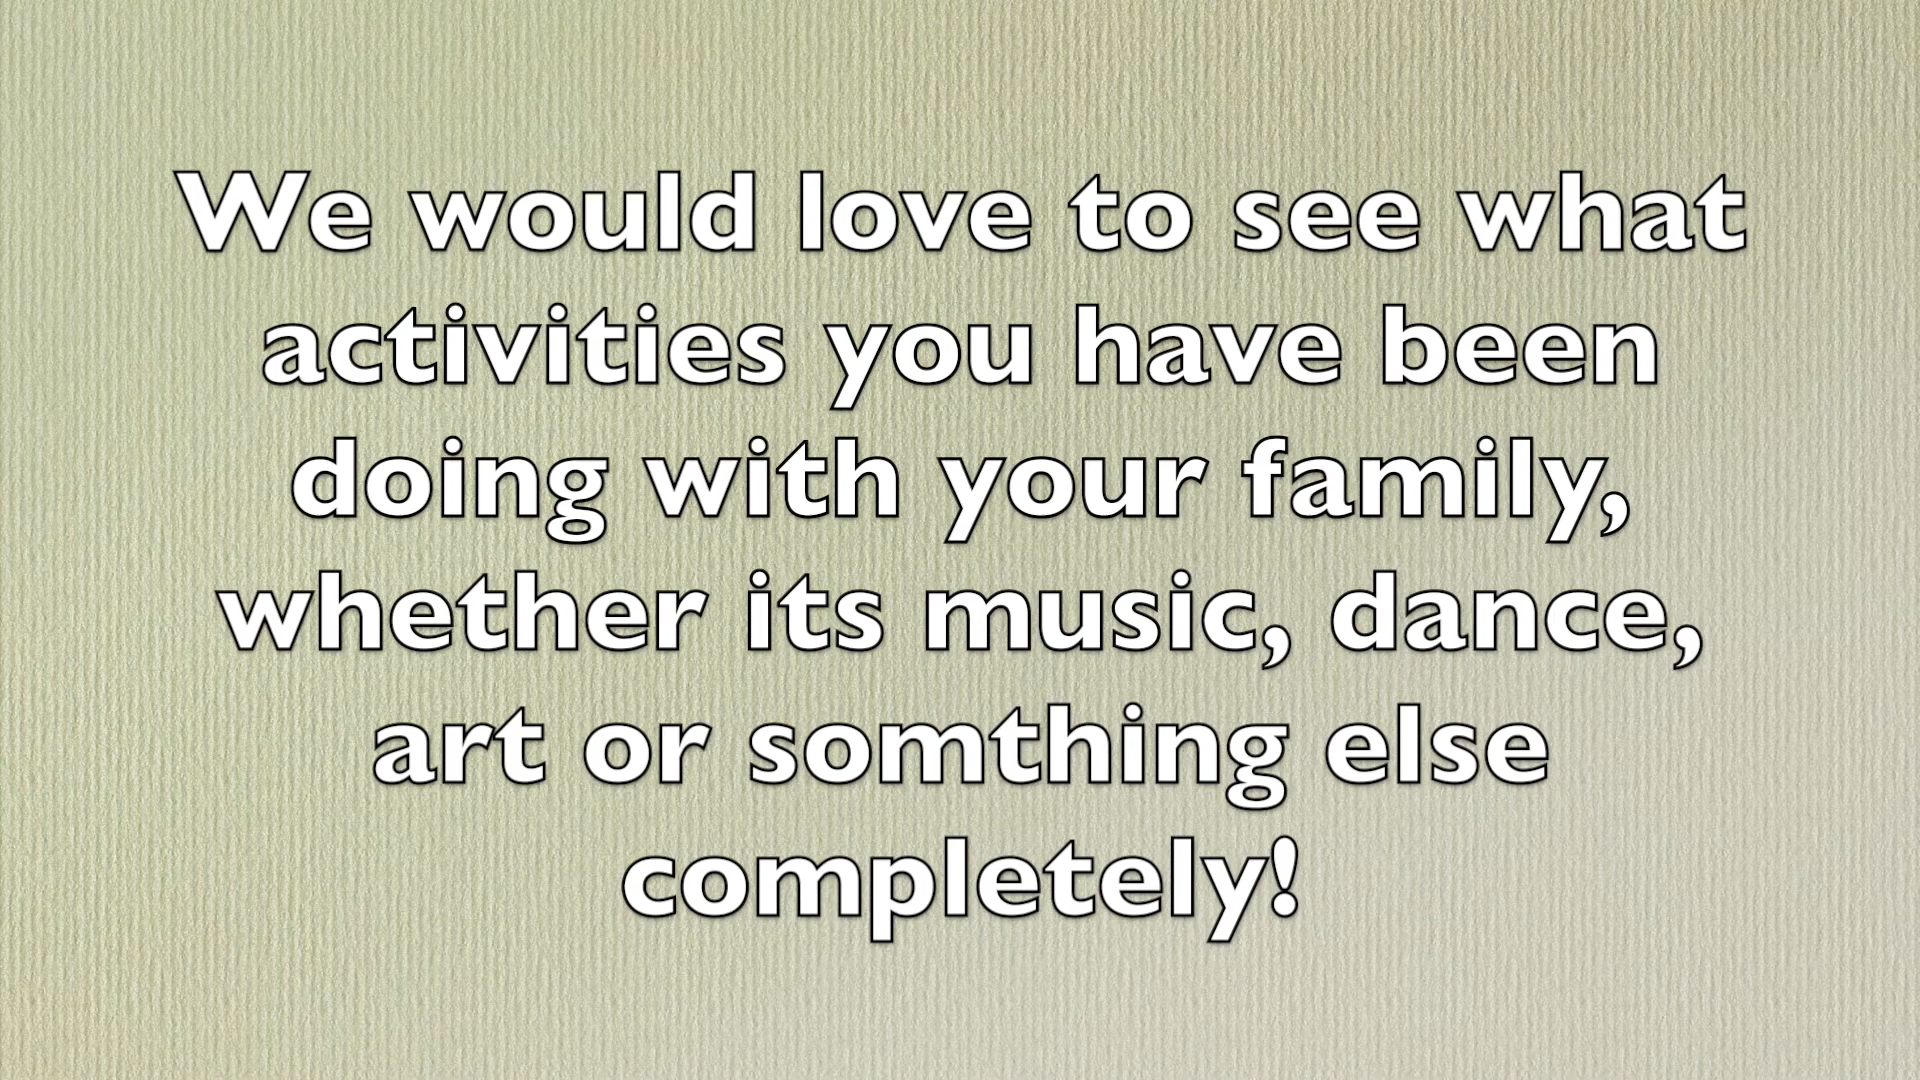 We would love to see what
activities you have been
doing with your family,
whether its music, dance,
art or somthing else
completely!